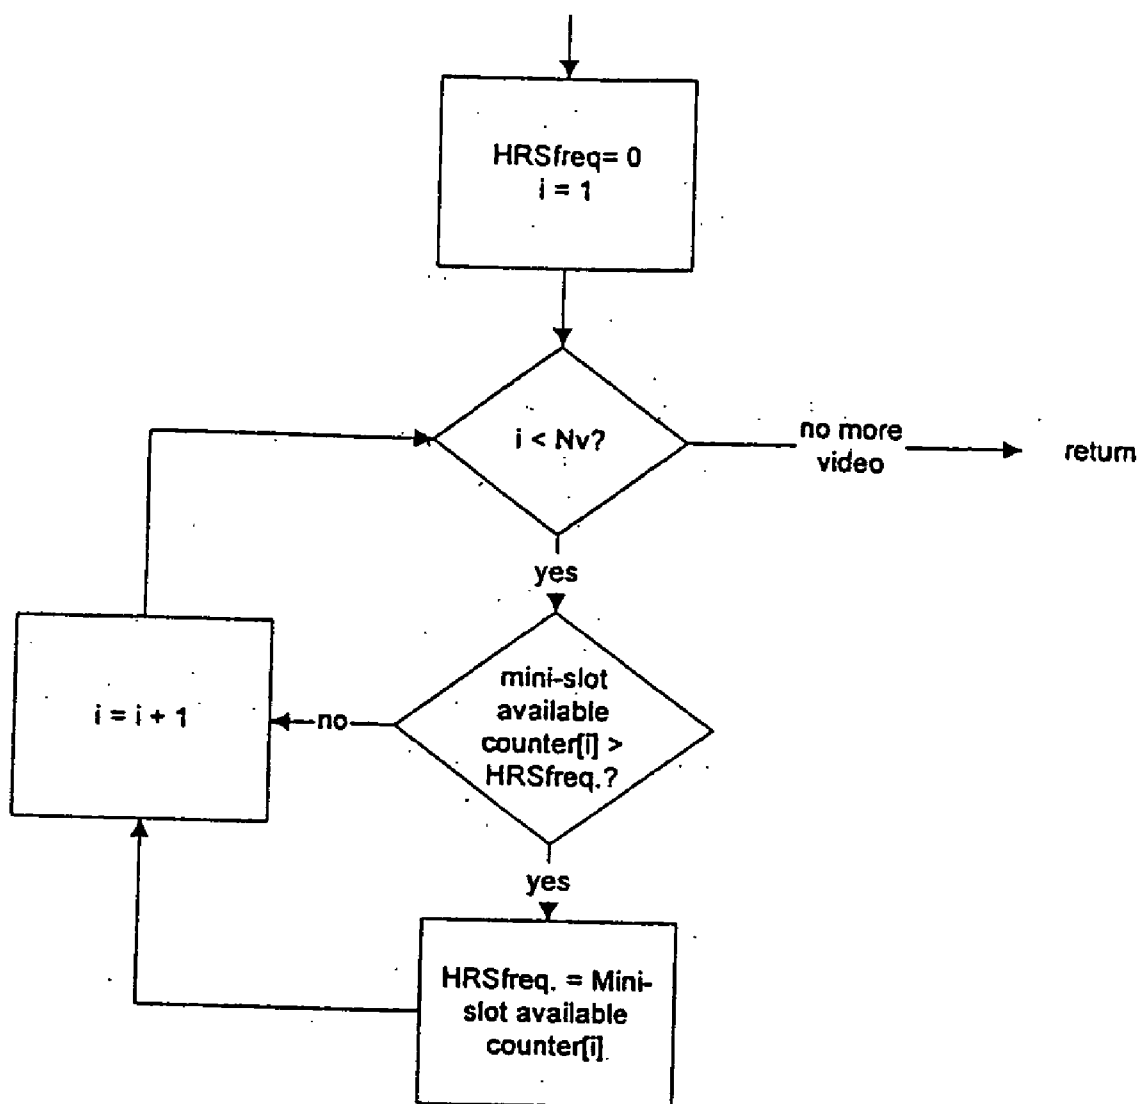 HRSfreq= 0
i = 1
i < Nv?
no more
video
return
yes
mini-slot
available
counter[i] >
HRSfreq.?
no
i = i + 1
yes
HRSfreq. = Mini-
slot available
counter[i]